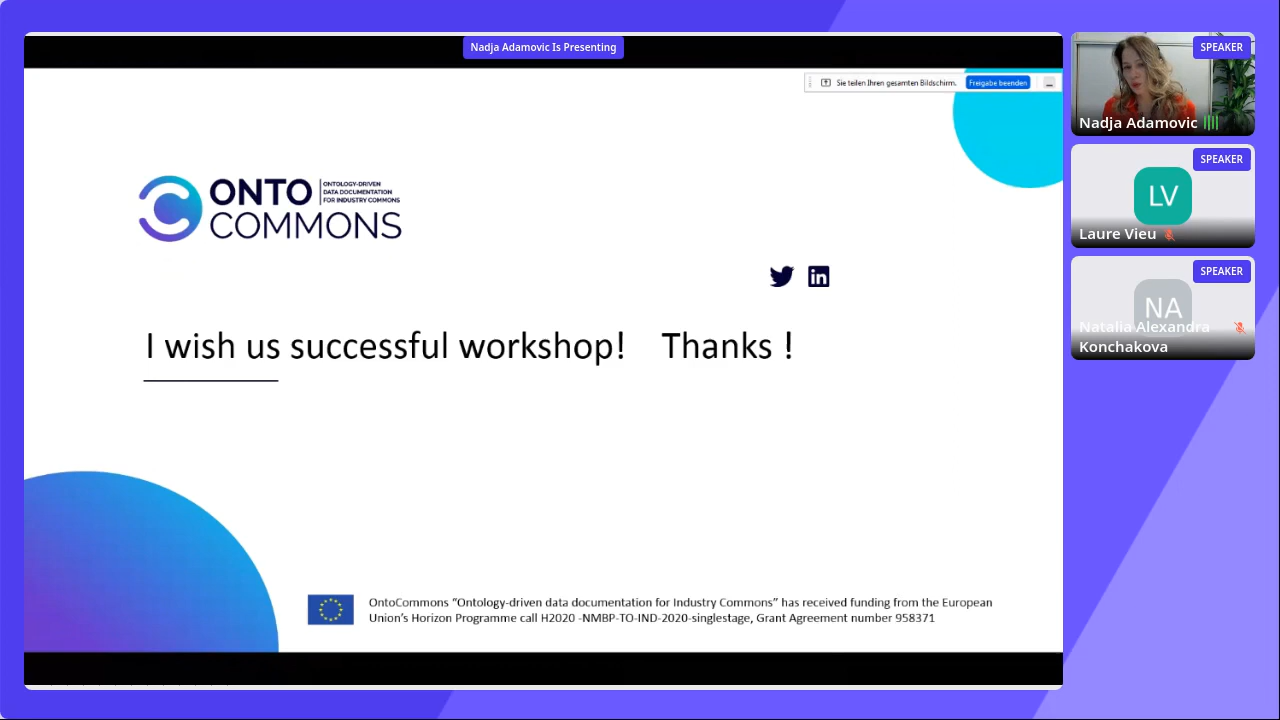 Nadja Adamovic Is Presenting
Sie teilen Ihren gesamten Bildschirm.
Freigabe beenden
ONTO
COMMONS
ONTOLOGY-DRIVEN
DATA DOCUMENTATION
FOR INDUSTRY COMMONS
I wish us successful workshop! Thanks !
OntoCommons “Ontology-driven data documentation for Industry Commons” has received funding from the European
Union’s Horizon Programme call H2020 -NMBP-TO-IND-2020-singlestage, Grant Agreement number 958371
SPEAKER
Nadja Adamovic
SPEAKER
LV
Laure Vieu
SPEAKER
NA
Natalia Alexandra
Konchakova